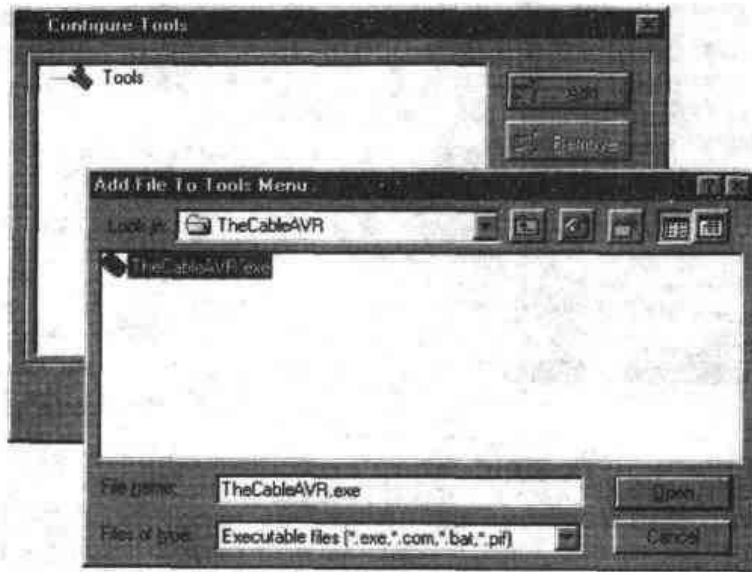 Configure Tools
Tools
Add
Remove
Add File To Tools Menu
Look in: TheCableAVR
TheCableAVR.exe
File name: TheCableAVR.exe
Open
Files of type: Executable files (*.exe,*.com,*.bat,*.pif)
Cancel